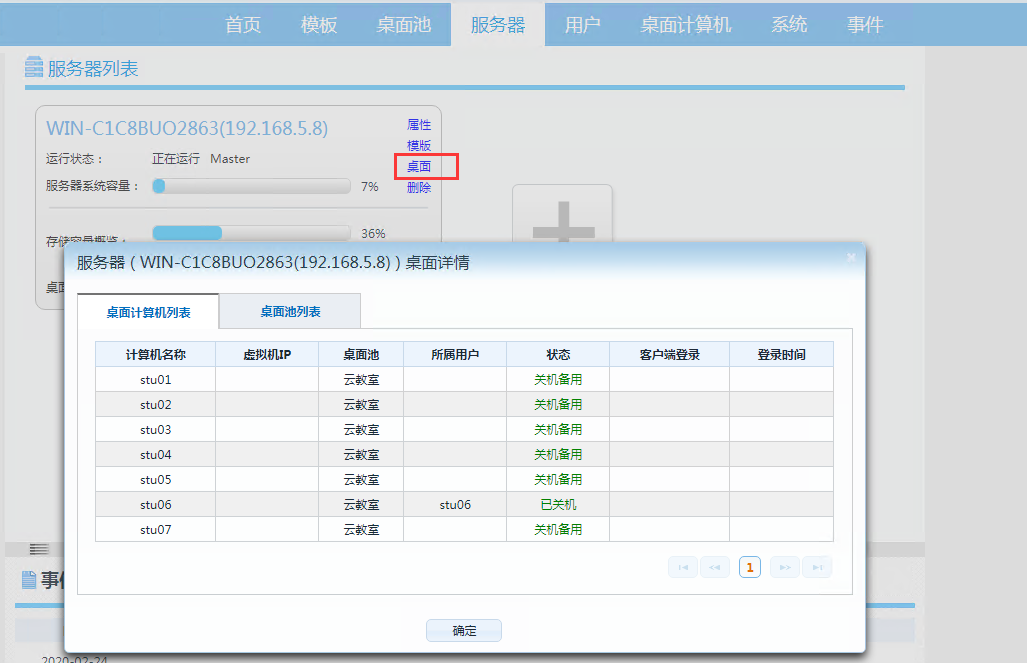 首页 模板 桌面池 服务器 用户 桌面计算机 系统 事件
服务器列表
WIN-C1C8BUO2863(192.168.5.8)
属性
模版
运行状态： 正在运行 Master
桌面
服务器系统容量： 7%
删除
36%
存储容量概览：
服务器 ( WIN-C1C8BUO2863(192.168.5.8) ) 桌面详情
桌面
桌面计算机列表 桌面池列表
计算机名称 虚拟机IP 桌面池 所属用户 状态 客户端登录 登录时间
stu01 云教室 关机备用
stu02 云教室 关机备用
stu03 云教室 关机备用
stu04 云教室 关机备用
stu05 云教室 关机备用
stu06 云教室 stu06 已关机
stu07 云教室 关机备用
1
事件
确定
2020-02-24